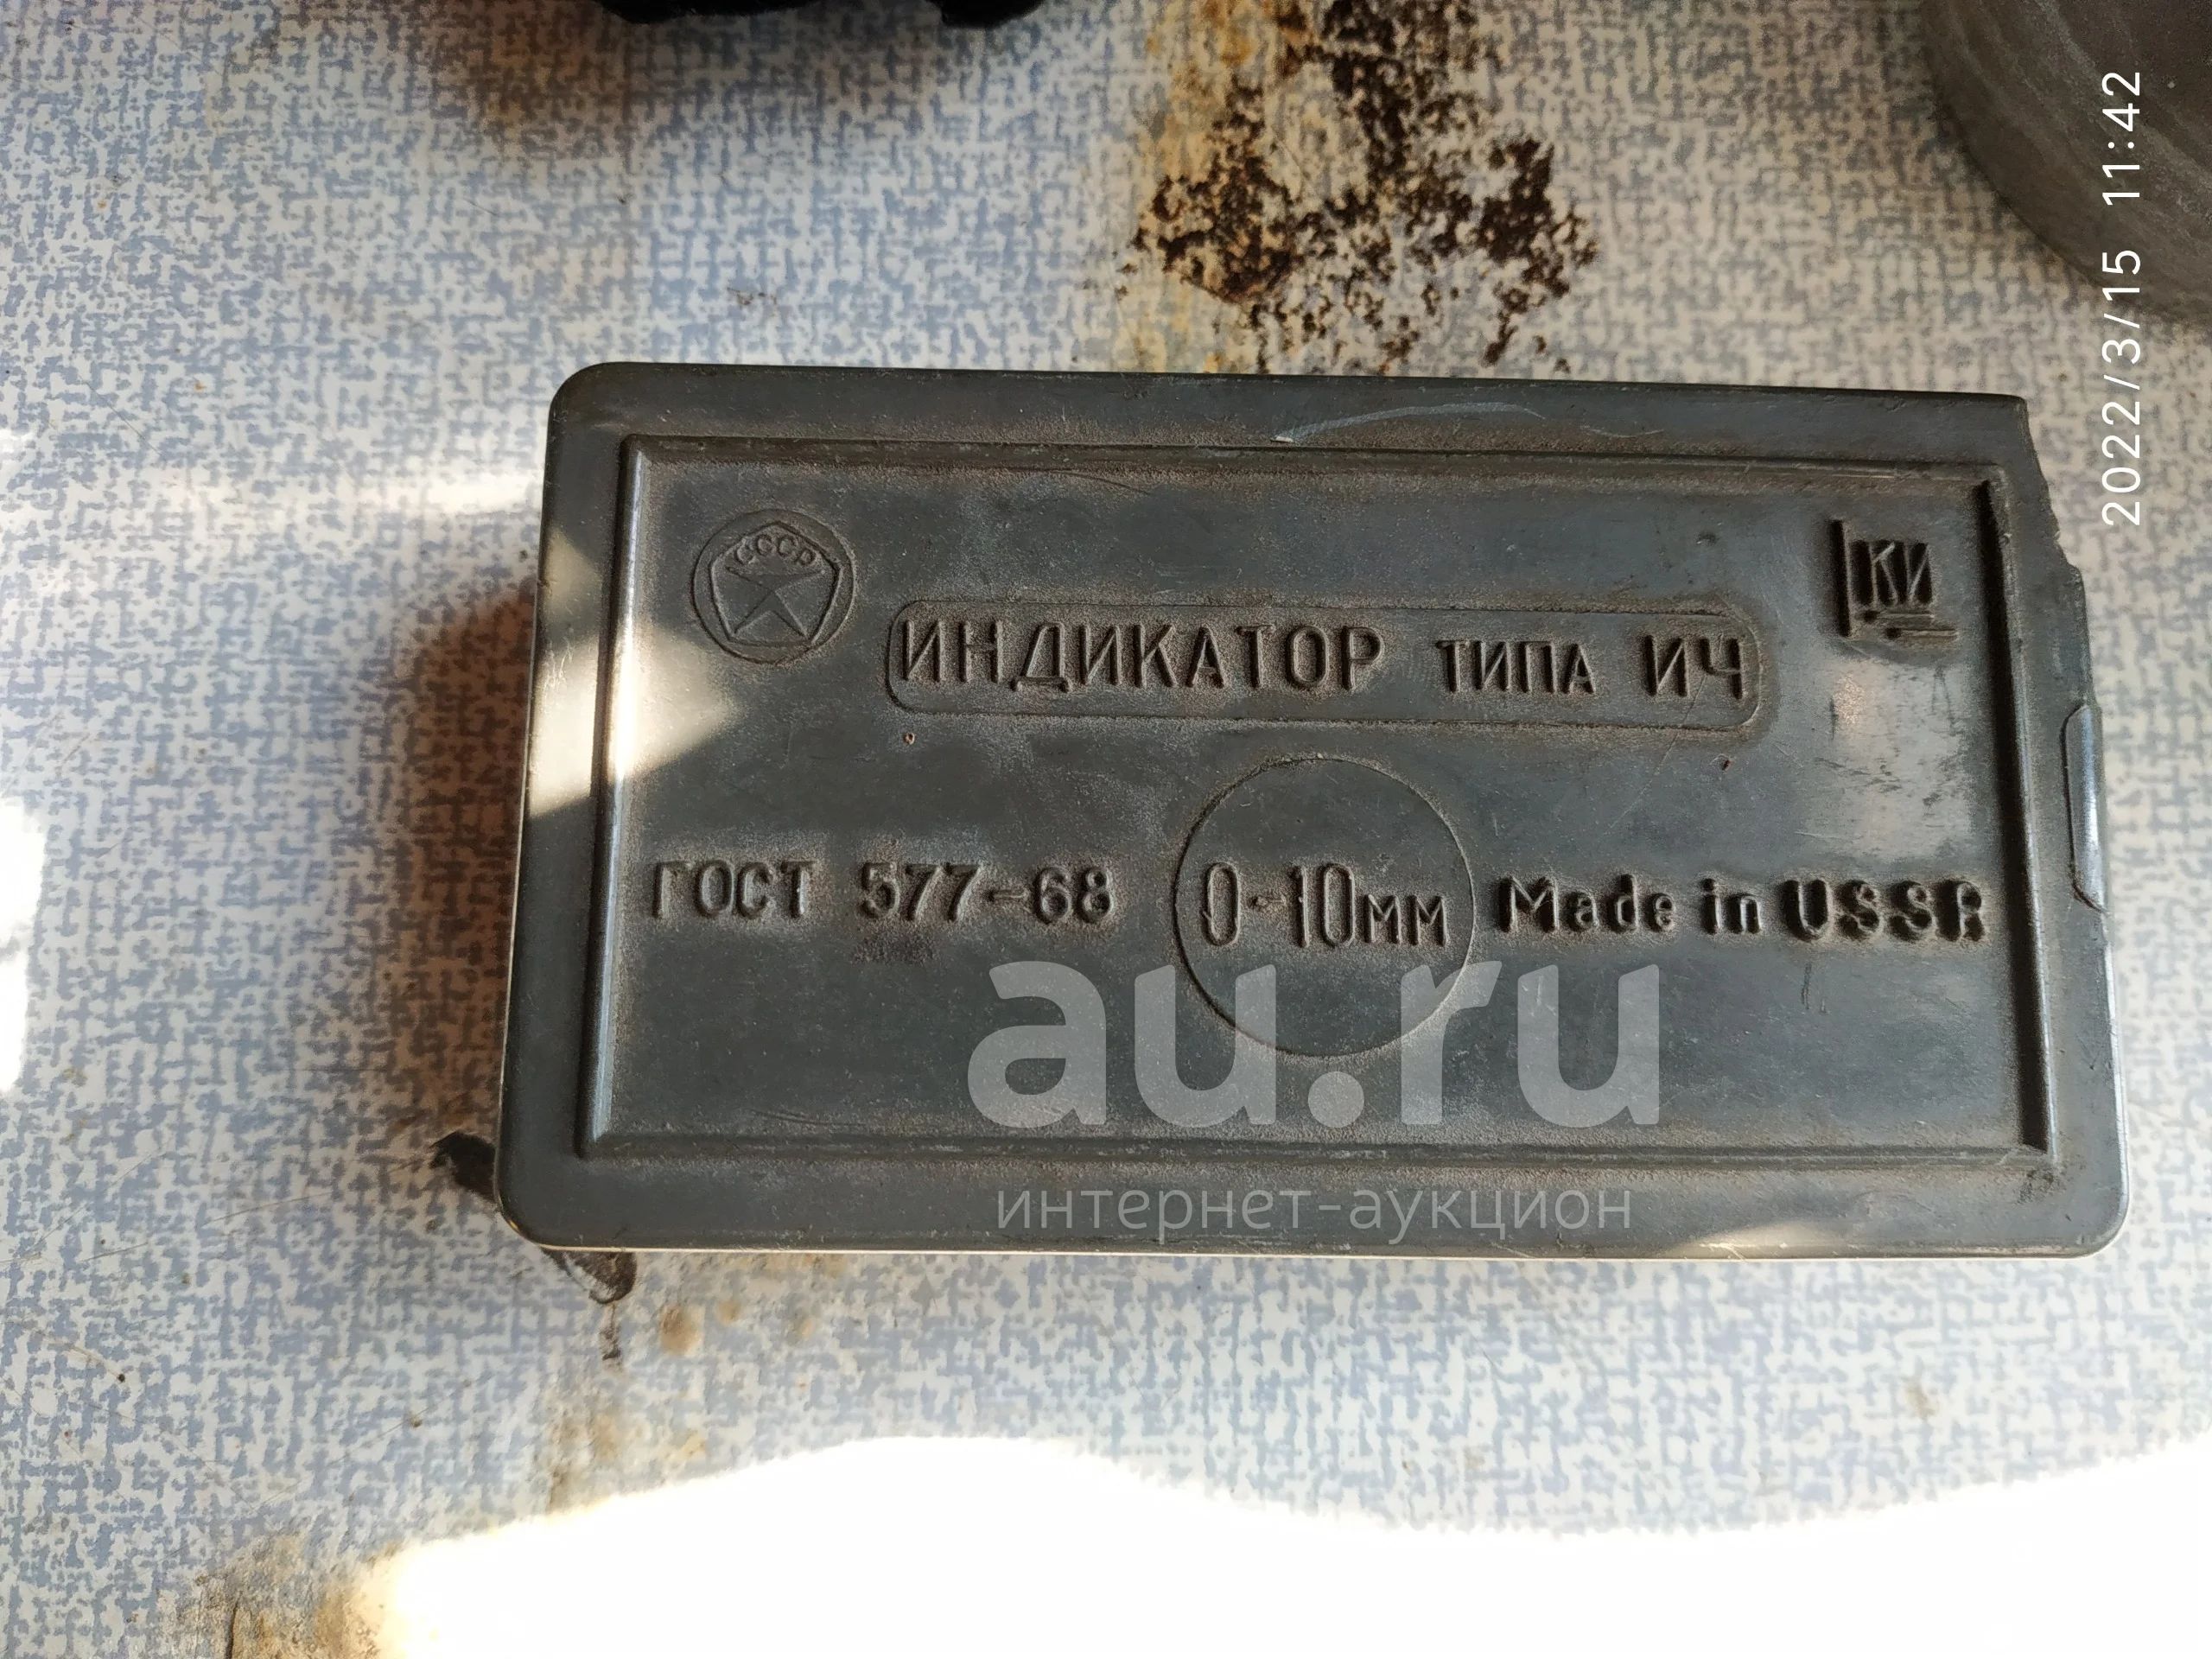 2022/3/15 11:42
СССР
КИ
ИНДИКАТОР ТИПА ИЧ
ГОСТ 577-68
0-10мм
Made in USSR
au.ru
интернет-аукцион